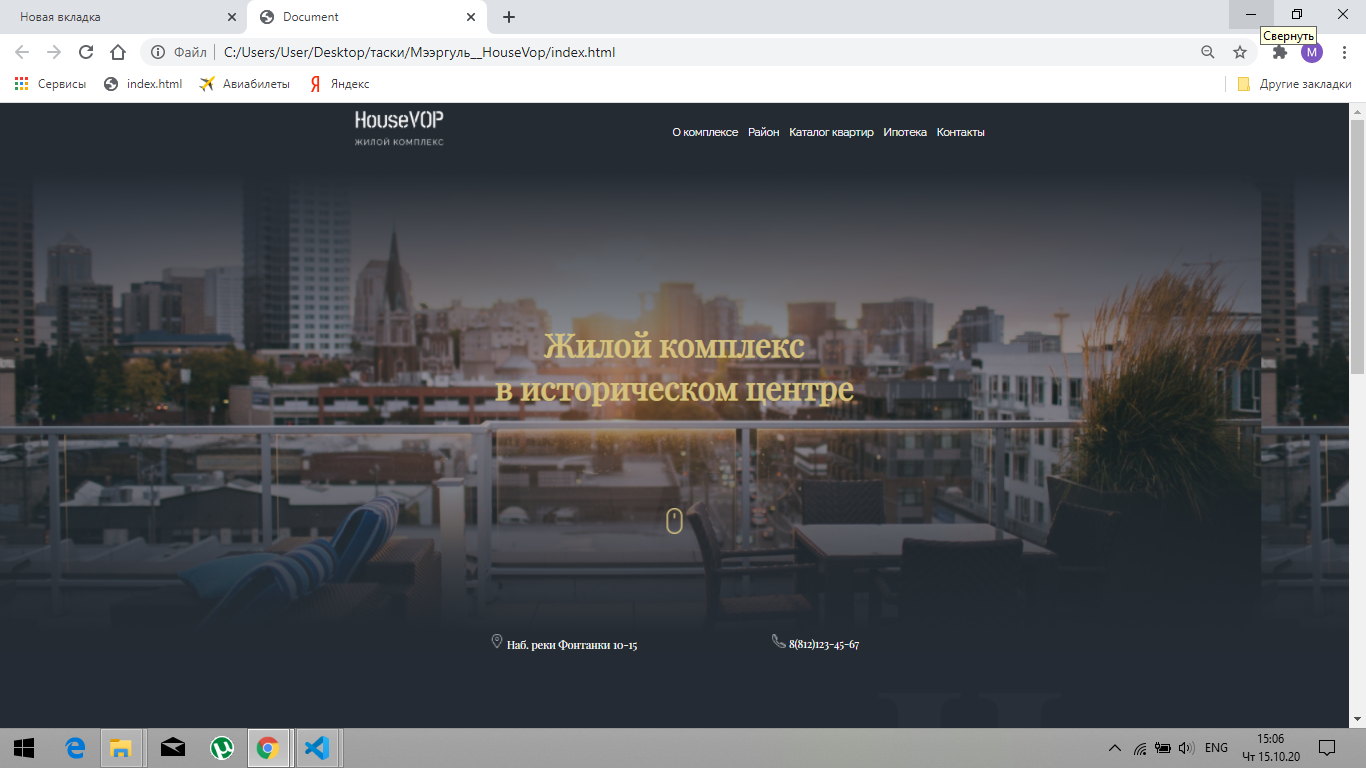 Новая вкладка
Document
Свернуть
Файл
C:/Users/User/Desktop/таски/Мээргуль__HouseVop/index.html
M
Сервисы
index.html
Авиабилеты
Я
Яндекс
Другие закладки
HouseVOP
ЖИЛОЙ КОМПЛЕКС
О комплексе Район Каталог квартир Ипотека Контакты
Жилой комплекс
в историческом центре
Наб. реки Фонтанки 10-15
8(812)123-45-67
ENG
15:06
Чт 15.10.20